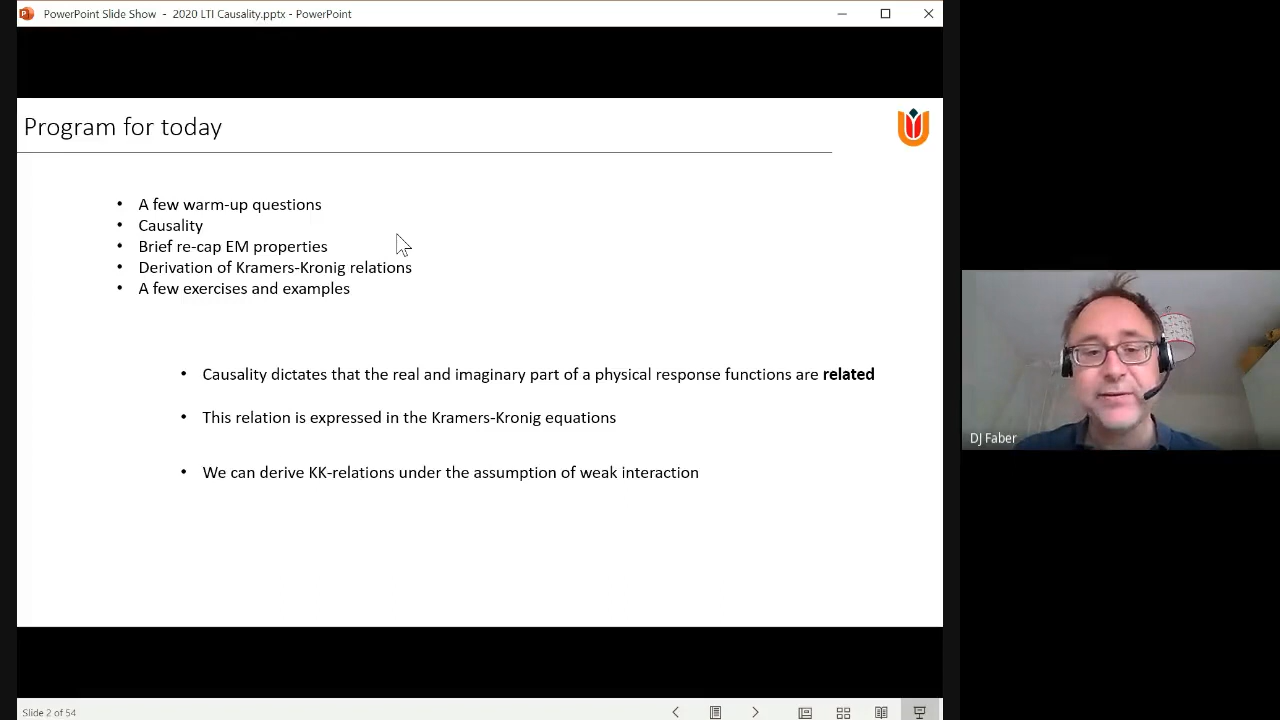 PowerPoint Slide Show - 2020 LTI Causality.pptx - PowerPoint
Program for today
• A few warm-up questions
• Causality
• Brief re-cap EM properties
• Derivation of Kramers-Kronig relations
• A few exercises and examples
• Causality dictates that the real and imaginary part of a physical response functions are related
• This relation is expressed in the Kramers-Kronig equations
• We can derive KK-relations under the assumption of weak interaction
DJ Faber
Slide 2 of 54